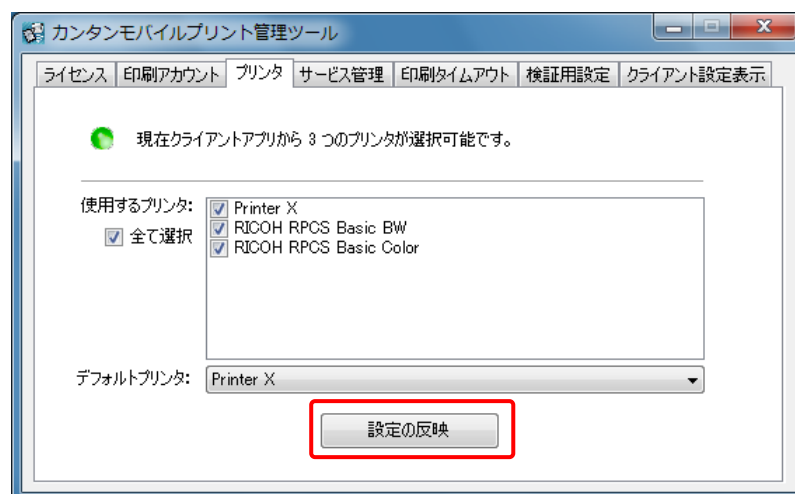 カンタンモバイルプリント管理ツール
ライセンス 印刷アカウント プリンタ サービス管理 印刷タイムアウト 検証用設定 クライアント設定表示
現在クライアントアプリから 3 つのプリンタが選択可能です。
使用するプリンタ: Printer X
全て選択 RICOH RPCS Basic BW
RICOH RPCS Basic Color
デフォルトプリンタ: Printer X
設定の反映